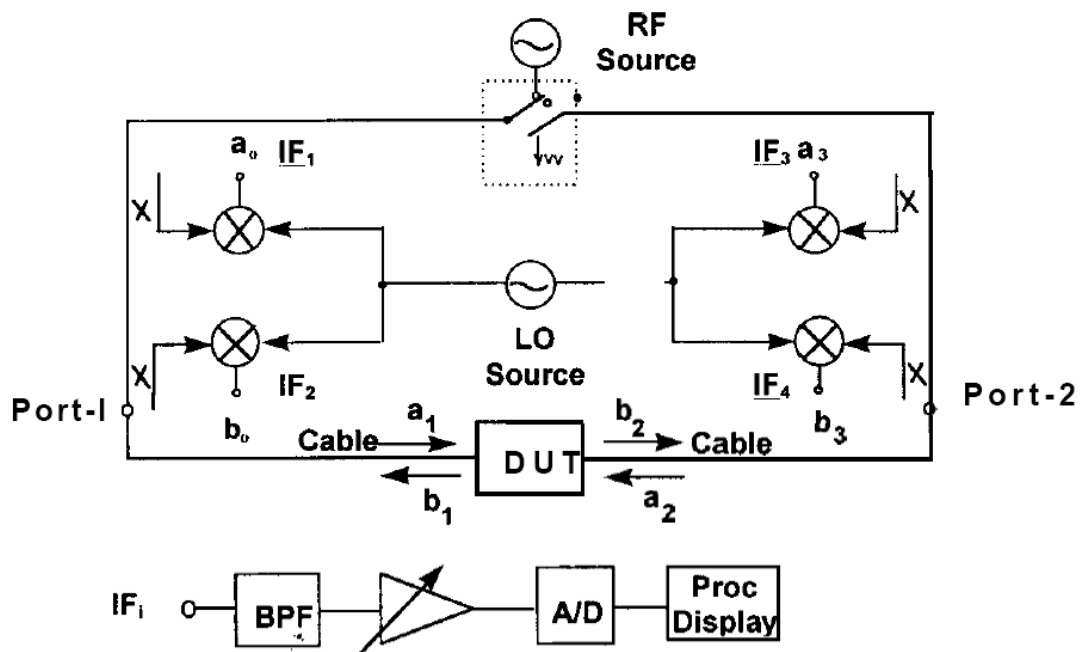 RF
Source
a₀ IF₁
IF₃ a₃
X
X
LO
Source
X
X
IF₂
IF₄
Port-I
Port-2
b₀
b₃
Cable
a₁
b₂
Cable
DUT
b₁
a₂
IFᵢ
BPF
A/D
Proc
Display